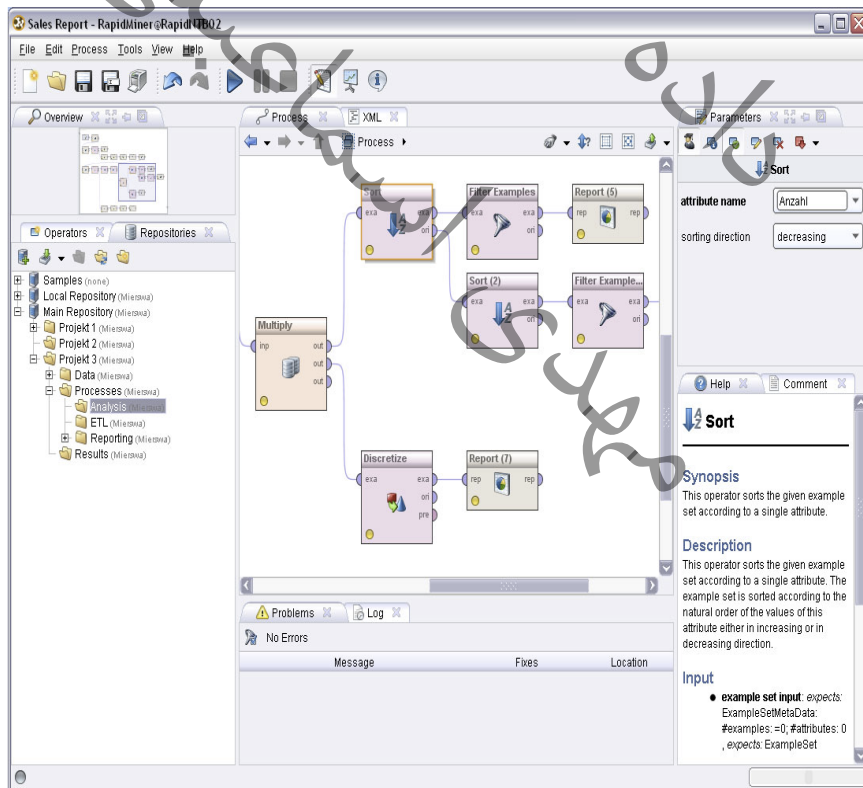 Sales Report - RapidMiner@RapidNTB02
File Edit Process Tools View Help
Overview
Operators
Repositories
Samples (none)
Local Repository (Mierswa)
Main Repository (Mierswa)
Projekt 1 (Mierswa)
Projekt 2 (Mierswa)
Projekt 3 (Mierswa)
Data (Mierswa)
Processes (Mierswa)
Analysis (Mierswa)
ETL (Mierswa)
Reporting (Mierswa)
Results (Mierswa)
Process
XML
Process
Sort
exa exa
ori
Filter Examples
exa exa
ori
Report (5)
rep rep
Sort (2)
exa exa
ori
Filter Example...
exa exa
ori
Multiply
inp out
out
out
Discretize
exa exa
ori
pre
Report (7)
rep rep
Problems
Log
No Errors
Message Fixes Location
Parameters
Sort
attribute name Anzahl
sorting direction decreasing
Help
Comment
Sort
Synopsis
This operator sorts the given example
set according to a single attribute.
Description
This operator sorts the given example
set according to a single attribute. The
example set is sorted according to the
natural order of the values of this
attribute either in increasing or in
decreasing direction.
Input
example set input: expects:
ExampleSetMetaData:
#examples: =0; #attributes: 0
, expects: ExampleSet
مهدی اسماعیلی
داده